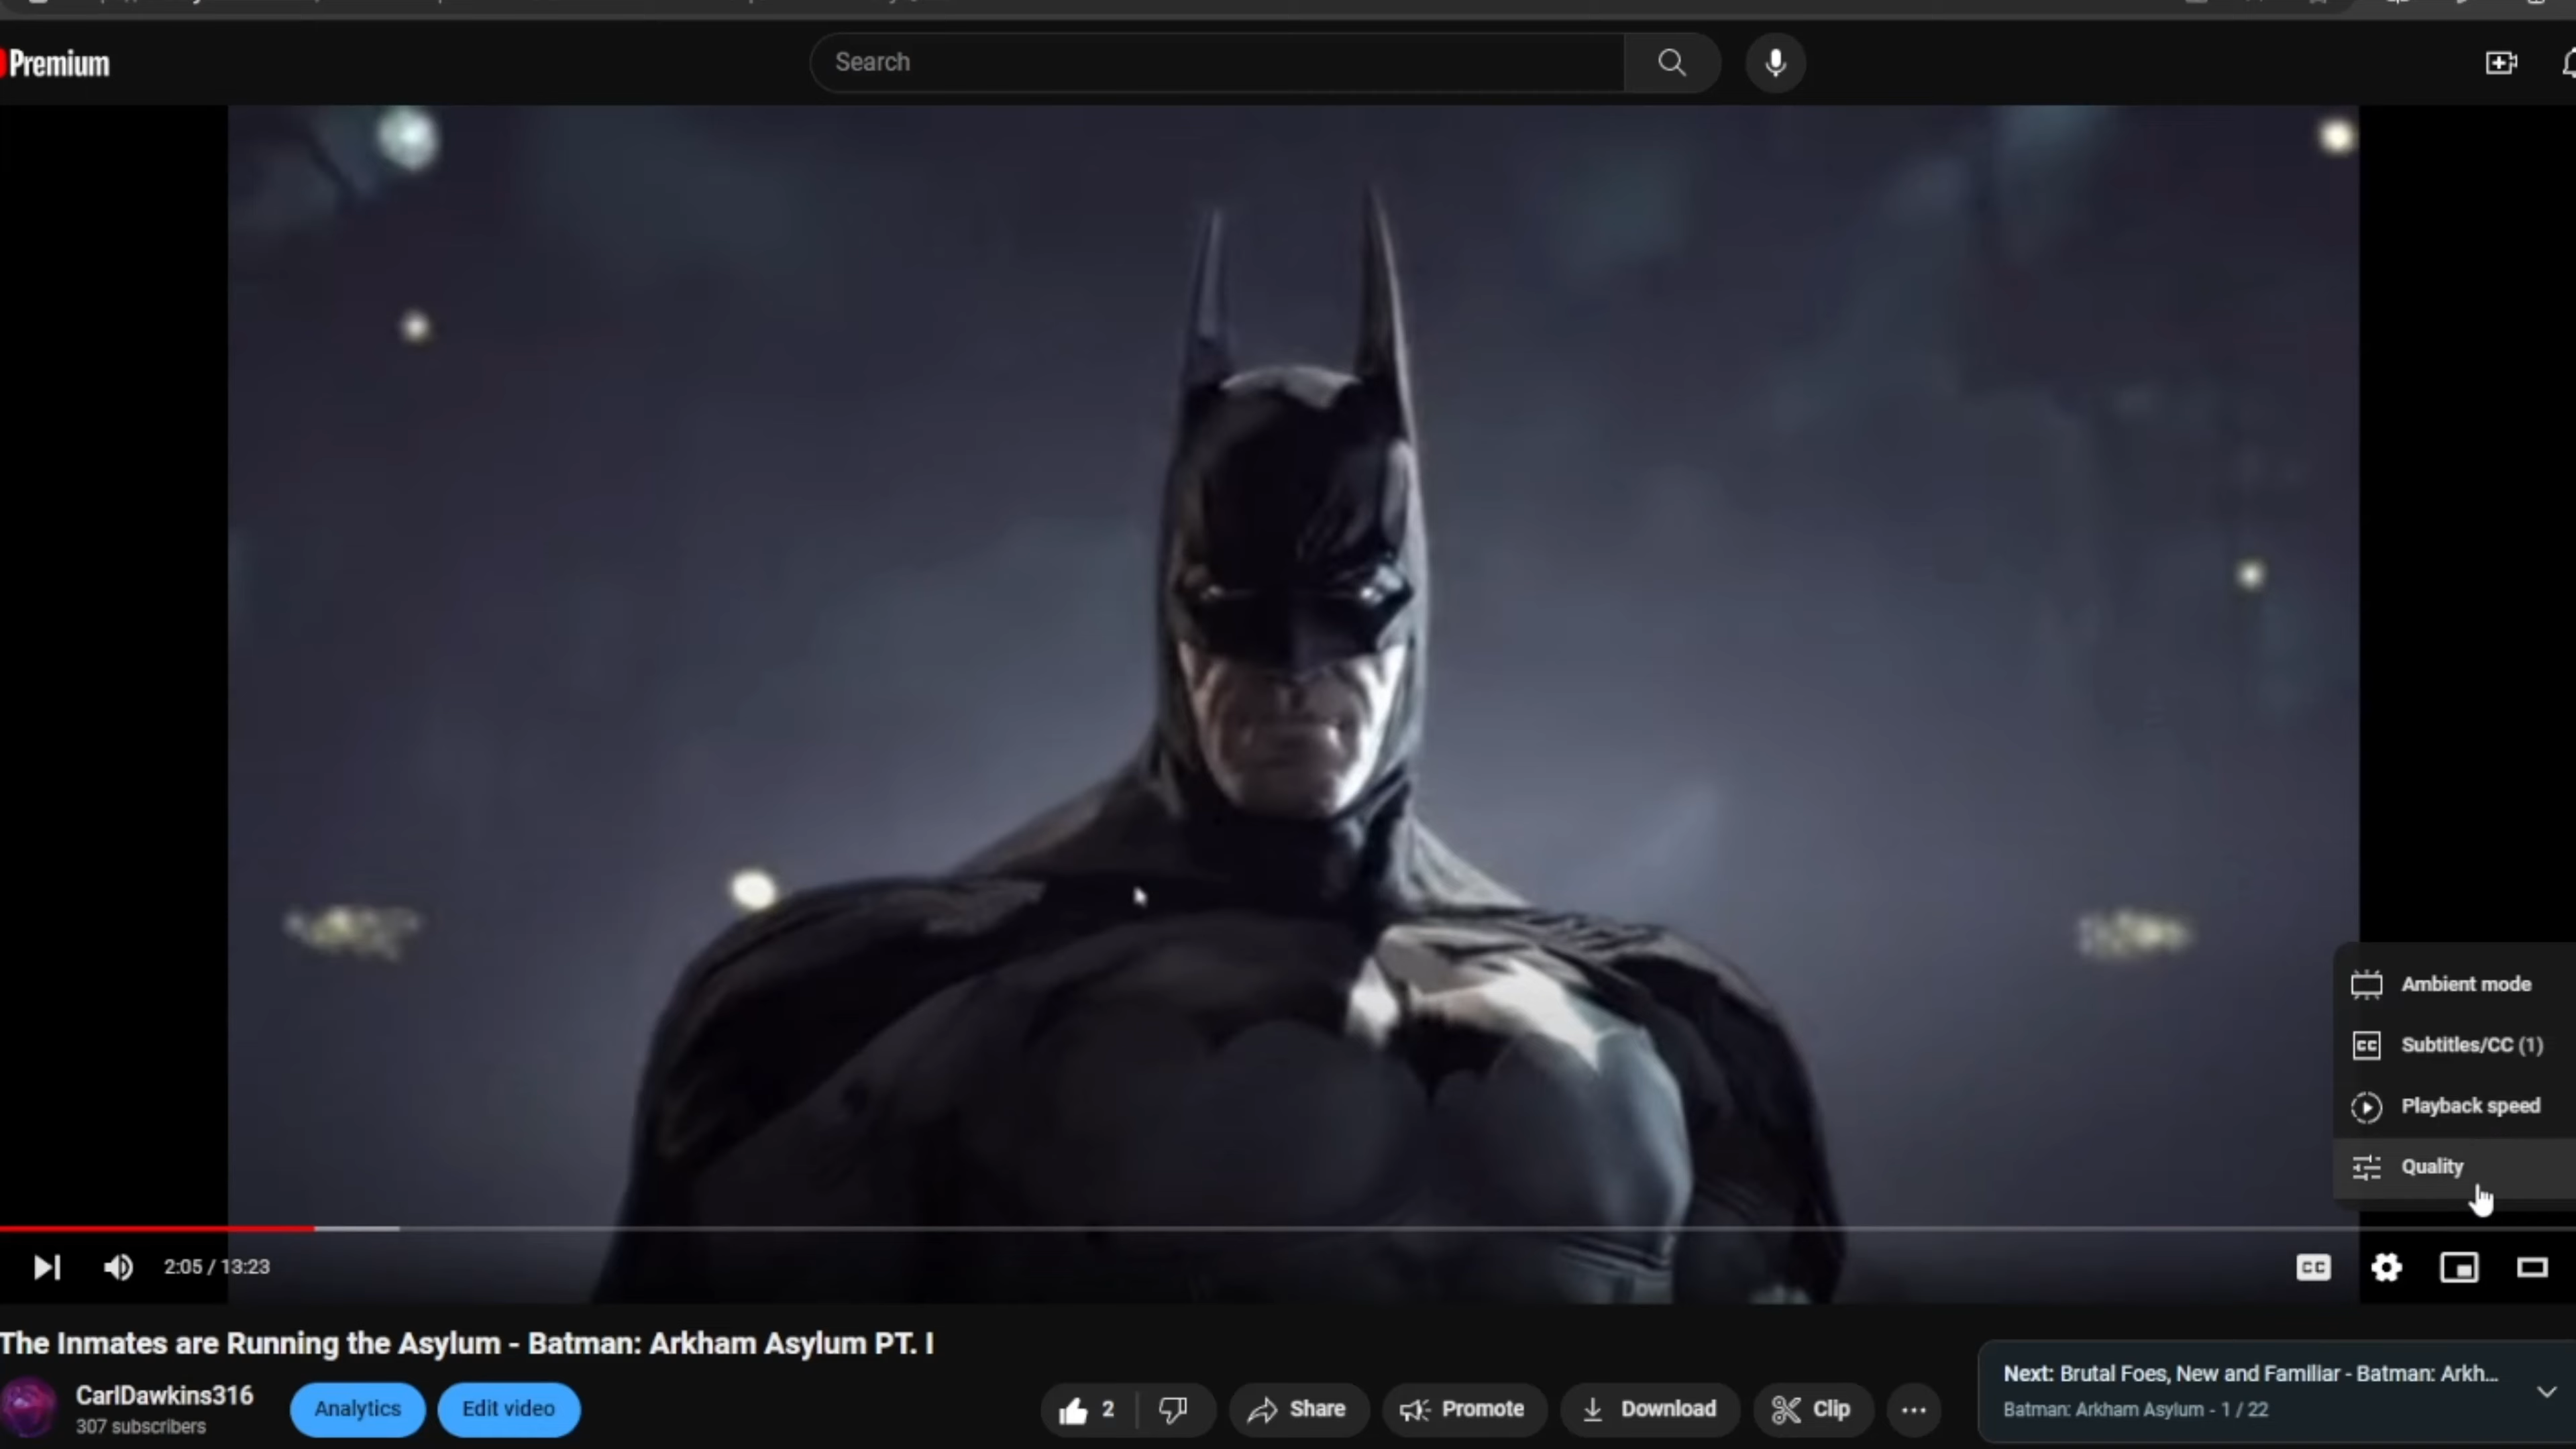 Premium
Search
Ambient mode
Subtitles/CC (1)
Playback speed
Quality
2:05 / 13:23
CC
The Inmates are Running the Asylum - Batman: Arkham Asylum PT. I
CarlDawkins316
307 subscribers
Analytics
Edit video
2
Share
Promote
Download
Clip
...
Next: Brutal Foes, New and Familiar - Batman: Arkh...
Batman: Arkham Asylum - 1 / 22